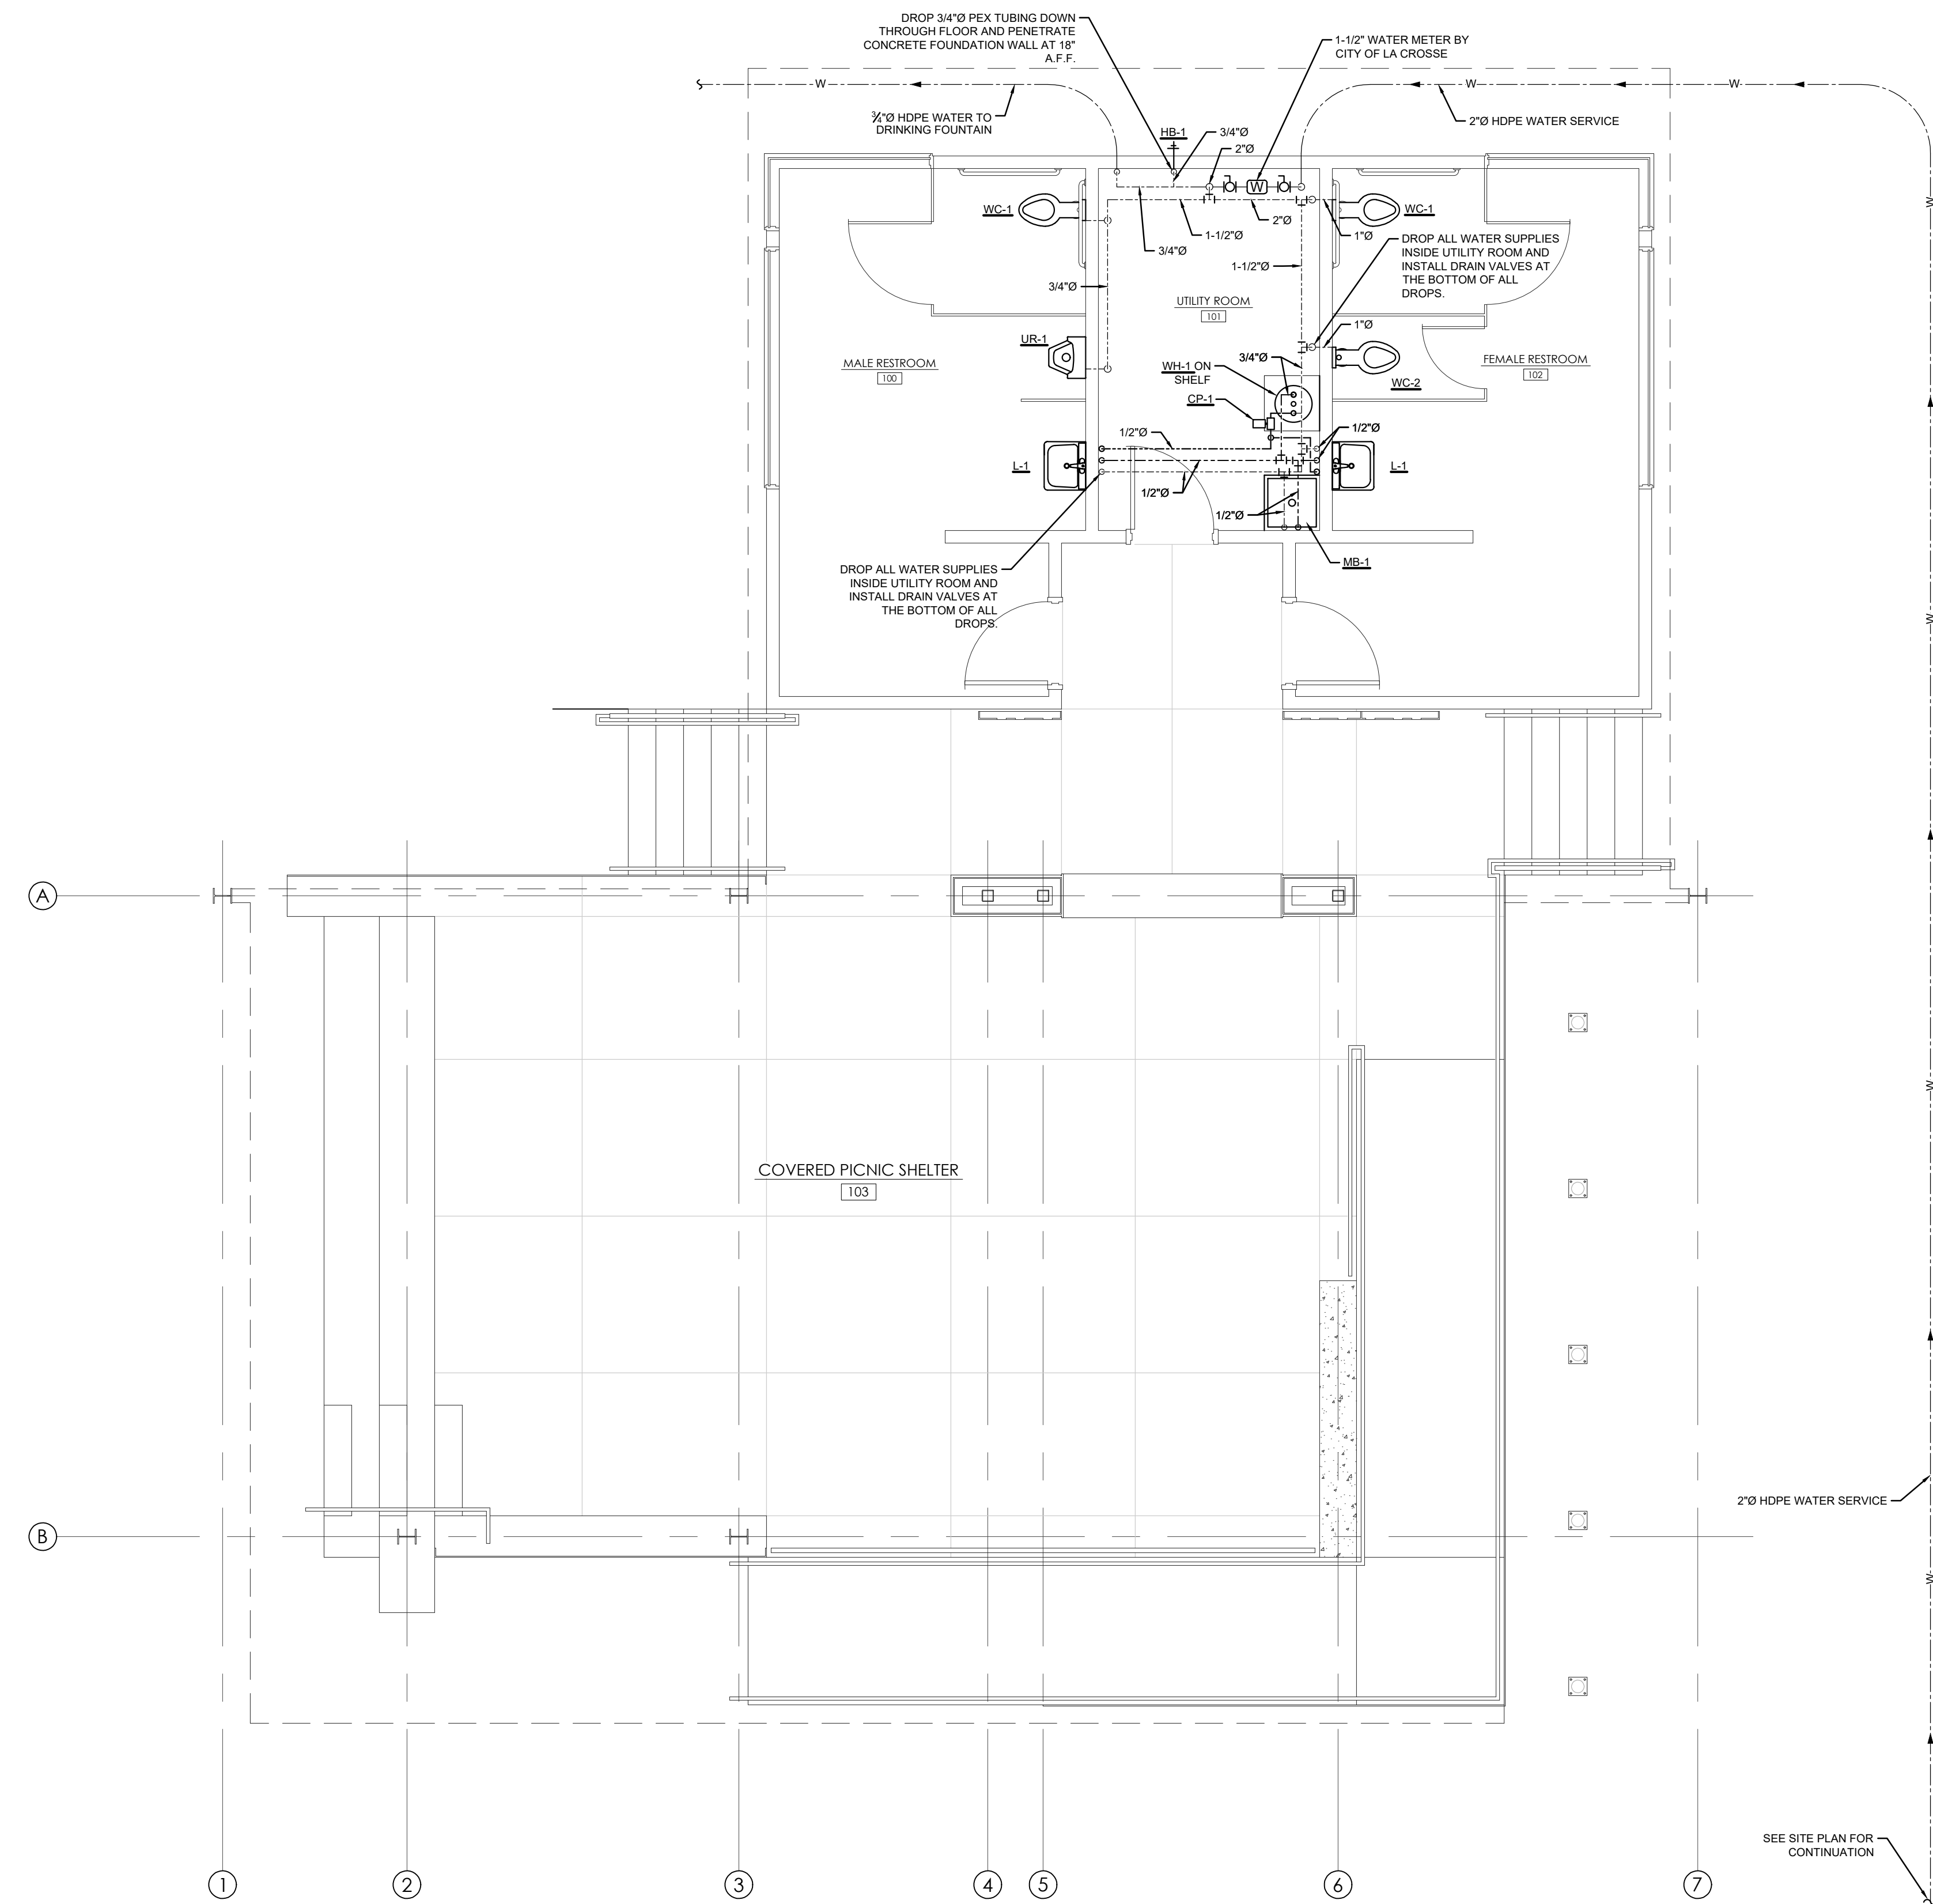 DROP 3/4"Ø PEX TUBING DOWN
THROUGH FLOOR AND PENETRATE
CONCRETE FOUNDATION WALL AT 18"
A.F.F.
1-1/2" WATER METER BY
CITY OF LA CROSSE
W
W
W
¾"Ø HDPE WATER TO
DRINKING FOUNTAIN
2"Ø HDPE WATER SERVICE
HB-1
3/4"Ø
2"Ø
W
WC-1
WC-1
2"Ø
1"Ø
1-1/2"Ø
3/4"Ø
1-1/2"Ø
DROP ALL WATER SUPPLIES
INSIDE UTILITY ROOM AND
INSTALL DRAIN VALVES AT
THE BOTTOM OF ALL
DROPS.
3/4"Ø
UTILITY ROOM
101
1"Ø
UR-1
MALE RESTROOM
100
3/4"Ø
WH-1 ON
SHELF
FEMALE RESTROOM
102
WC-2
CP-1
1/2"Ø
1/2"Ø
L-1
L-1
1/2"Ø
1/2"Ø
MB-1
DROP ALL WATER SUPPLIES
INSIDE UTILITY ROOM AND
INSTALL DRAIN VALVES AT
THE BOTTOM OF ALL
DROPS.
W
W
A
W
COVERED PICNIC SHELTER
103
2"Ø HDPE WATER SERVICE
B
W
SEE SITE PLAN FOR
CONTINUATION
1
2
3
4
5
6
7